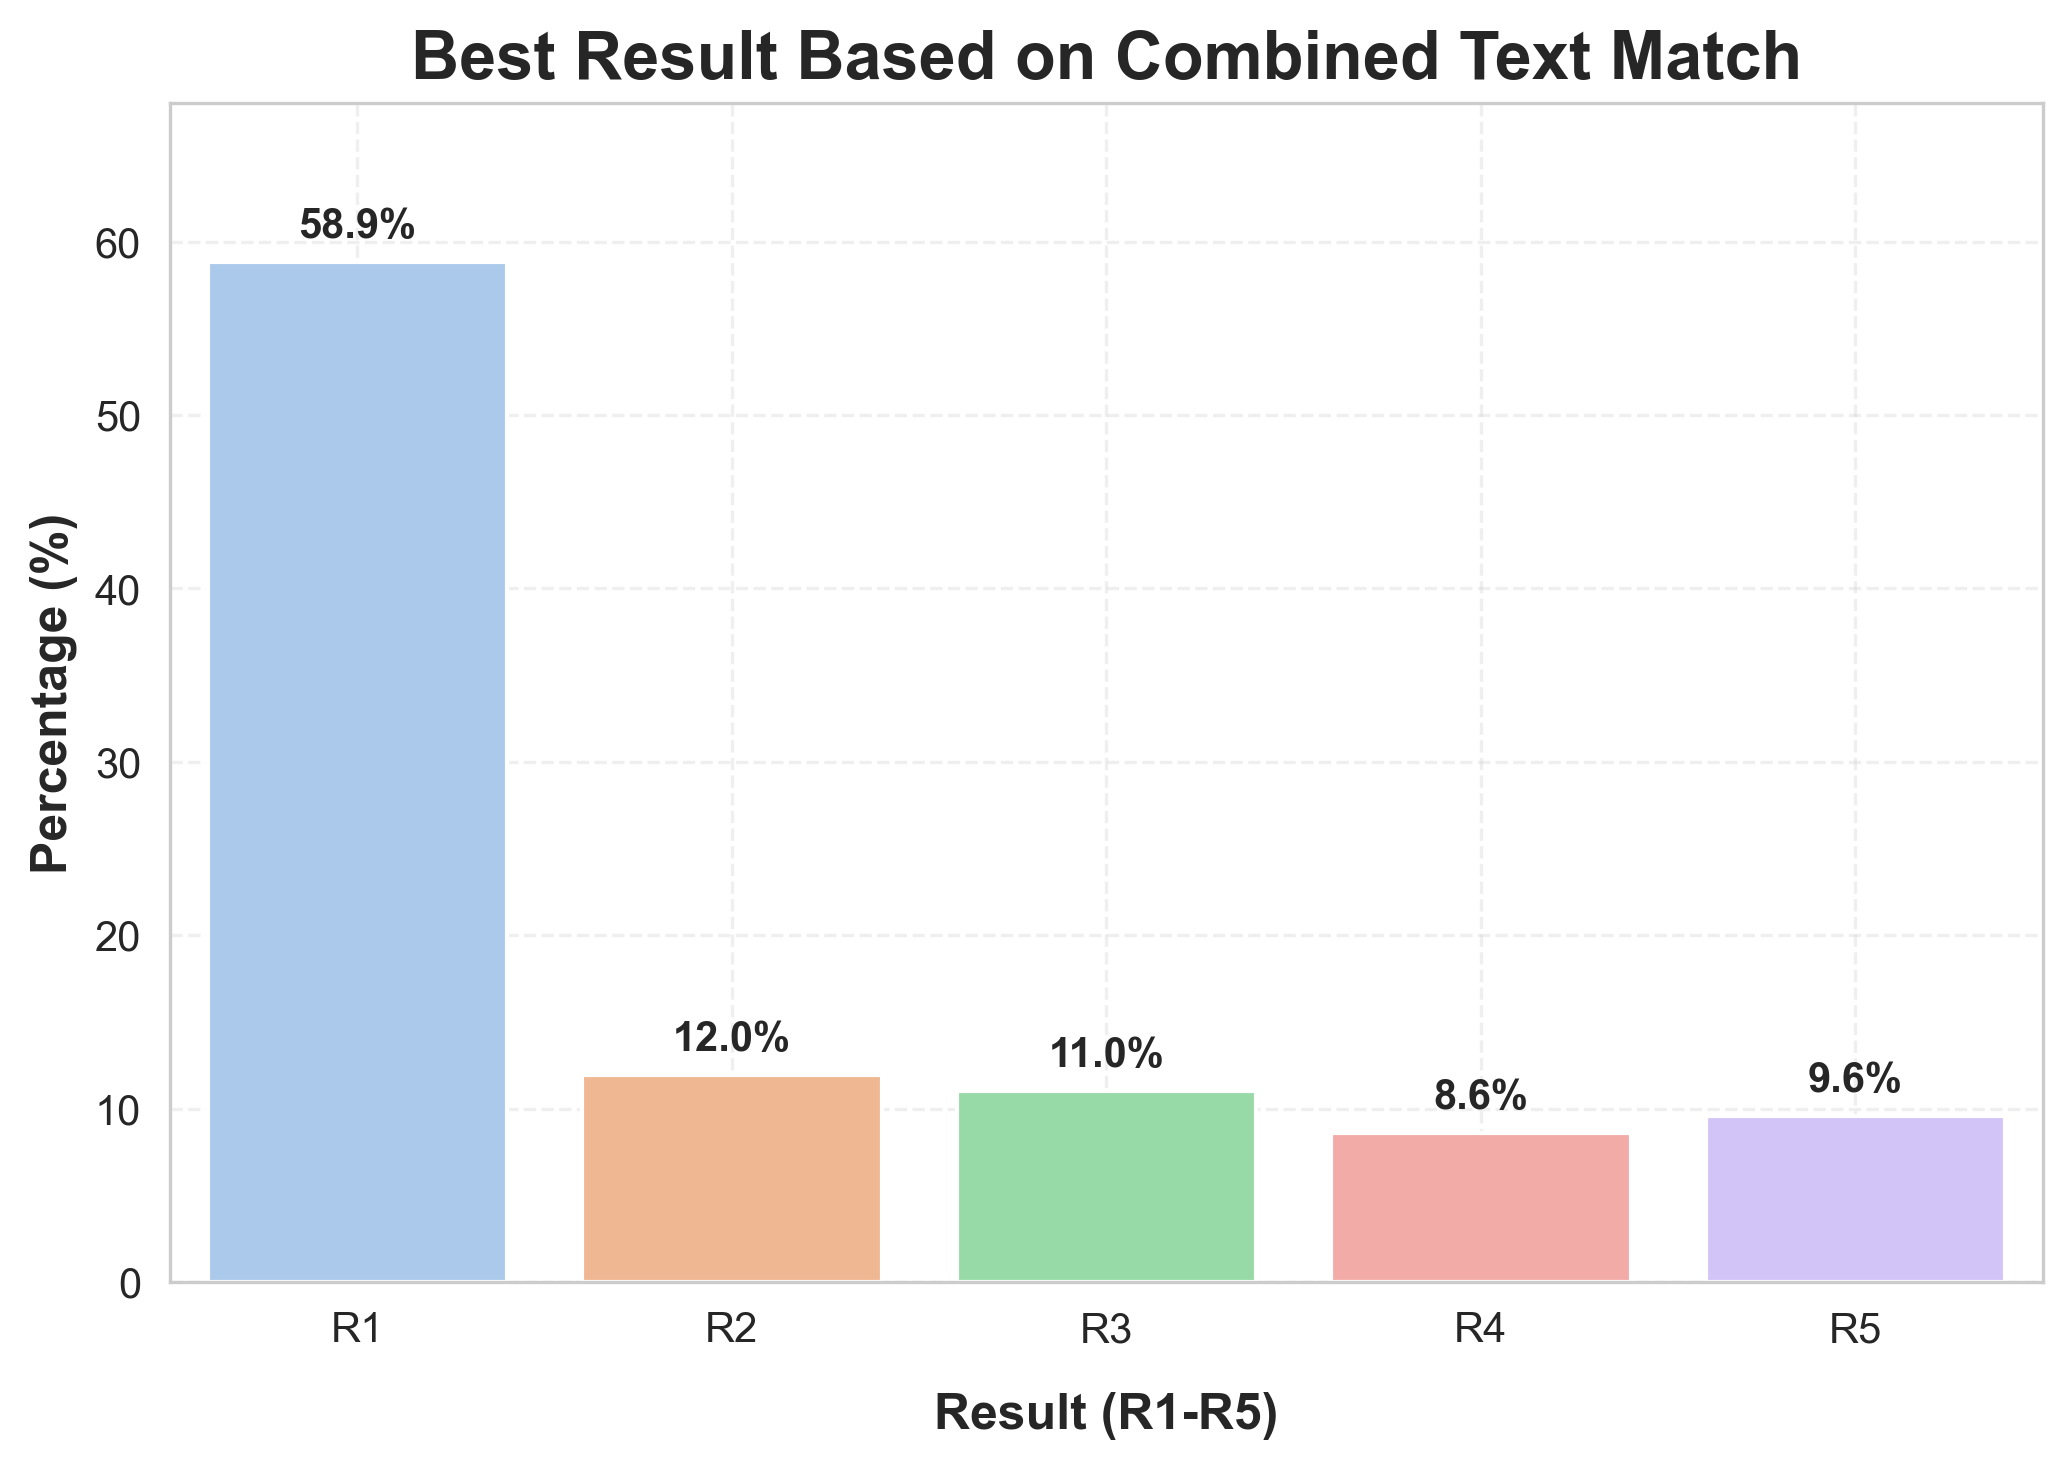 Best Result Based on Combined Text Match
Percentage (%)
60
50
40
30
20
10
0
58.9%
12.0%
11.0%
8.6%
9.6%
R1
R2
R3
R4
R5
Result (R1-R5)